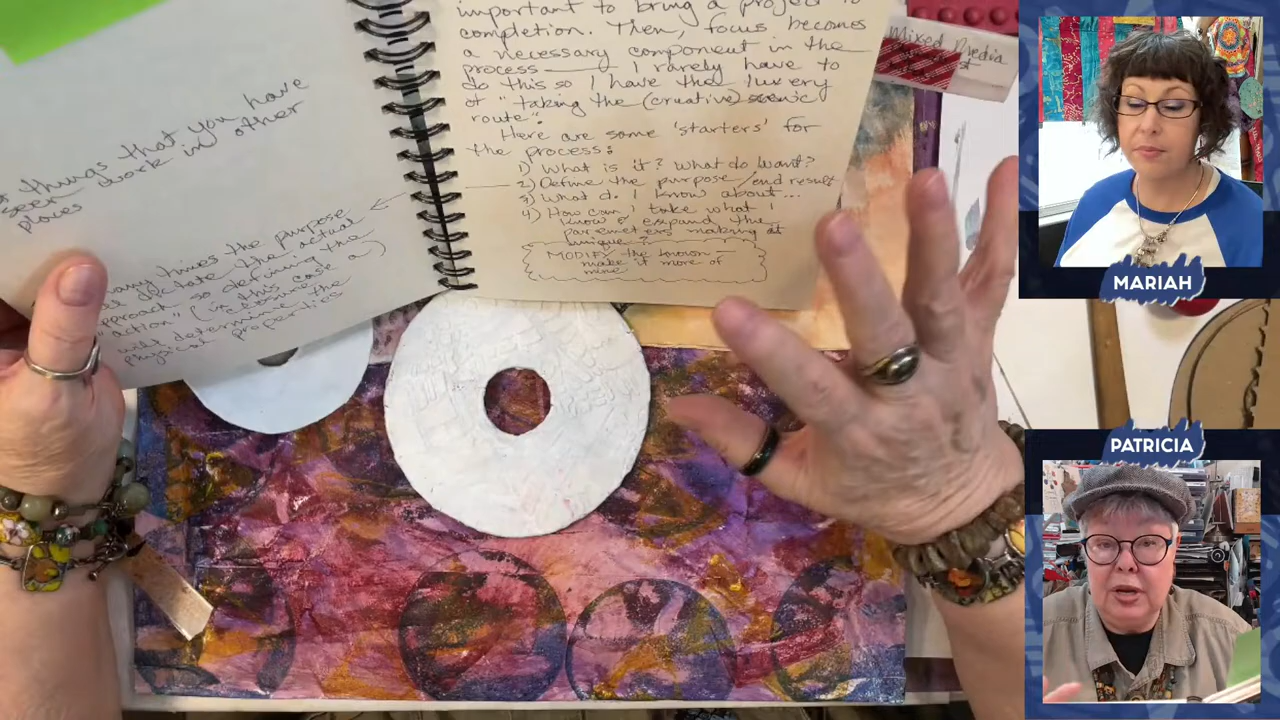 have
things that you
seen work in other
places
many times the purpose
dictate the actual
approach so defining the
"action" (in this case a
will determine the
physical properties
important to bring a project to
completion. Then, focus becomes
a necessary component in the
process — I rarely have to
do this so I have the luxery
of "taking the (creative) scenic
route".
Here are some 'starters' for
the process:
1) What is it? What do I want?
2) Define the purpose / end result
3) What do I know about...
4) How can I take what I
know & expand the
parameters making it
unique?
MODIFY the known —
make it more of
mine
Mixed Media
MARIAH
PATRICIA